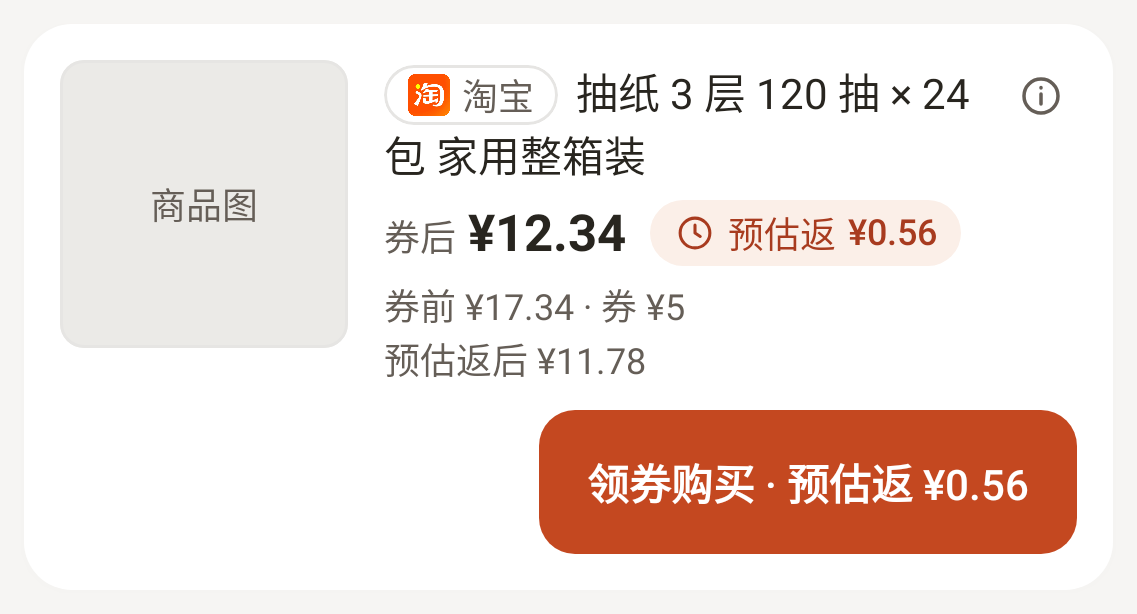 商品图
淘 淘宝 抽纸 3 层 120 抽 × 24
包 家用整箱装
券后 ¥12.34 预估返 ¥0.56
券前 ¥17.34 · 券 ¥5
预估返后 ¥11.78
领券购买 · 预估返 ¥0.56